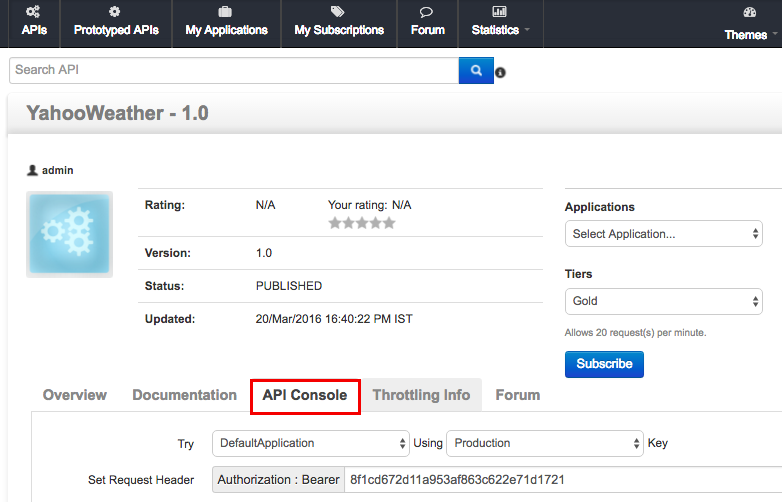 APIs Prototyped APIs My Applications My Subscriptions Forum Statistics Themes
Search API
YahooWeather - 1.0
admin
Rating: N/A Your rating: N/A
Version: 1.0
Status: PUBLISHED
Updated: 20/Mar/2016 16:40:22 PM IST
Applications
Select Application...
Tiers
Gold
Allows 20 request(s) per minute.
Subscribe
Overview Documentation API Console Throttling Info Forum
Try DefaultApplication Using Production Key
Set Request Header Authorization : Bearer 8f1cd672d11a953af863c622e71d1721